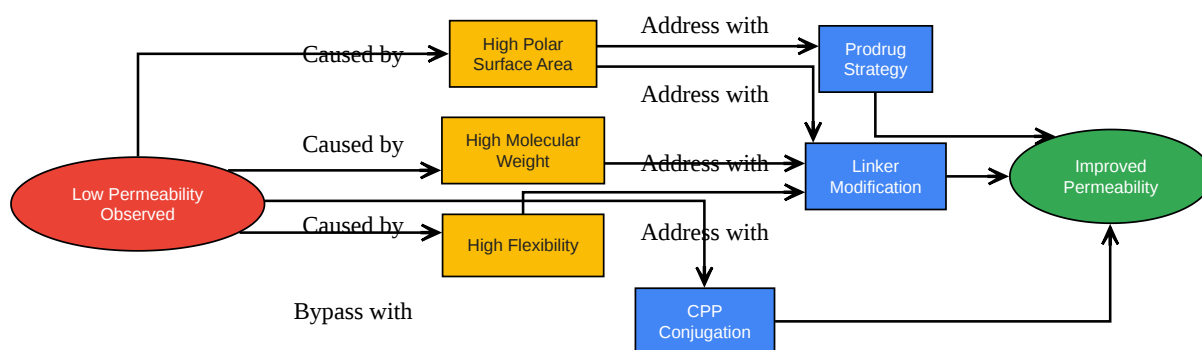 Address with
High Polar
Surface Area
Prodrug
Strategy
Caused by
Address with
Caused by
High Molecular
Weight
Address with
Linker
Modification
Improved
Permeability
Low Permeability
Observed
Caused by
High Flexibility
Address with
Bypass with
CPP
Conjugation